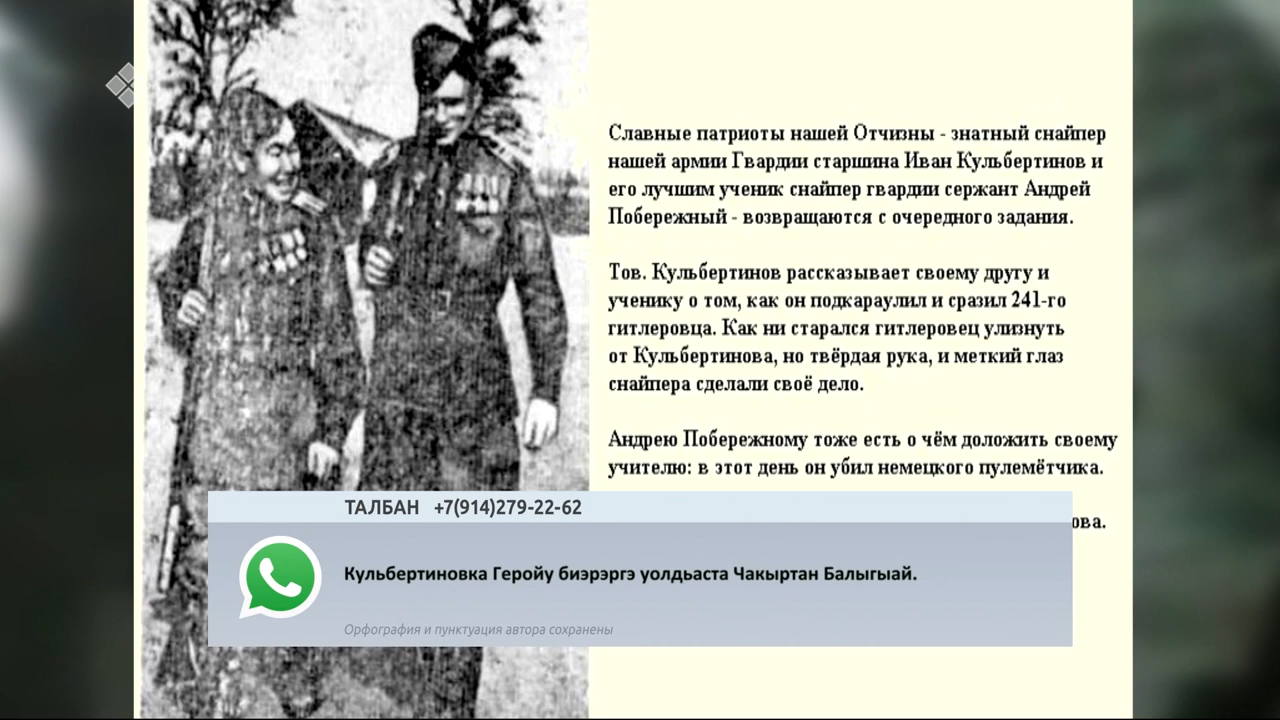 Славные патриоты нашей Отчизны - знатный снайпер
нашей армии Гвардии старшина Иван Кульбертинов и
его лучшим ученик снайпер гвардии сержант Андрей
Побережный - возвращаются с очередного задания.
Тов. Кульбертинов рассказывает своему другу и
ученику о том, как он подкараулил и сразил 241-го
гитлеровца. Как ни старался гитлеровец улизнуть
от Кульбертинова, но твёрдая рука, и меткий глаз
снайпера сделали своё дело.
Андрею Побережному тоже есть о чём доложить своему
учителю: в этот день он убил немецкого пулемётчика.
ТАЛБАН +7(914)279-22-62
Кульбертиновка Геройу биэрэргэ уолдьаста Чакыртан Балыгыай.
Орфография и пунктуация автора сохранены